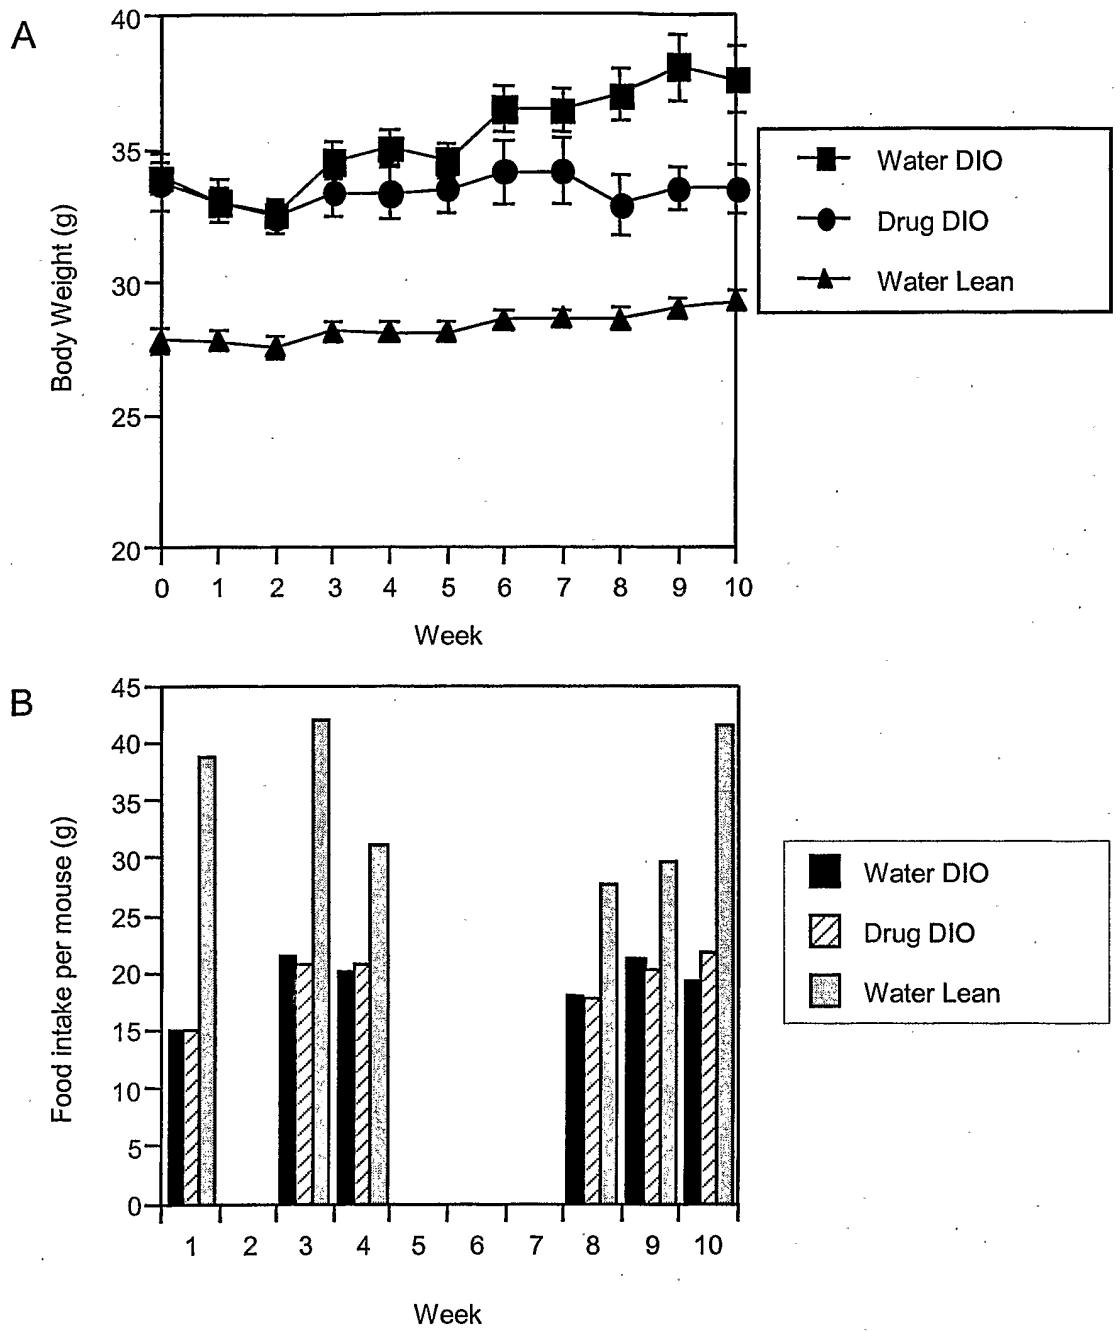 A
40
35
30
25
20
Body Weight (g)
0 1 2 3 4 5 6 7 8 9 10
Week
Water DIO
Drug DIO
Water Lean
B
45
40
35
30
25
20
15
10
5
0
Food intake per mouse (g)
1 2 3 4 5 6 7 8 9 10
Week
Water DIO
Drug DIO
Water Lean